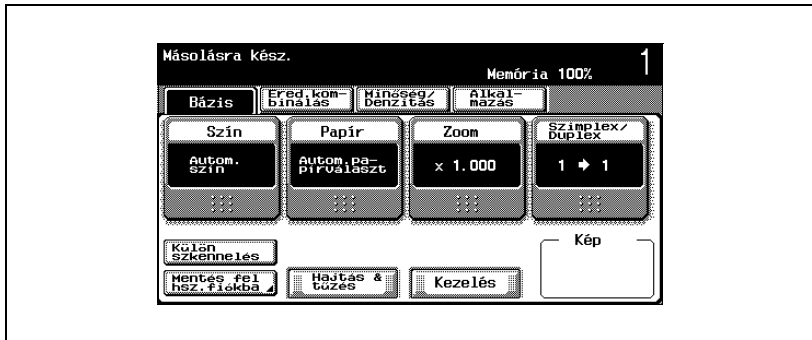 Másolásra kész.
1
Memória 100%
Bázis
Ered.kom-
binálás
Minőség/
Denzitás
Alkal-
mazás
Szín
Papír
Zoom
Szimplex/
Duplex
Autom.
szín
Autom.pa-
pírválaszt
x 1.000
1 → 1
Külön
szkennelés
Kép
Mentés fel
hsz.fiókba
Hajtás &
tűzés
Kezelés